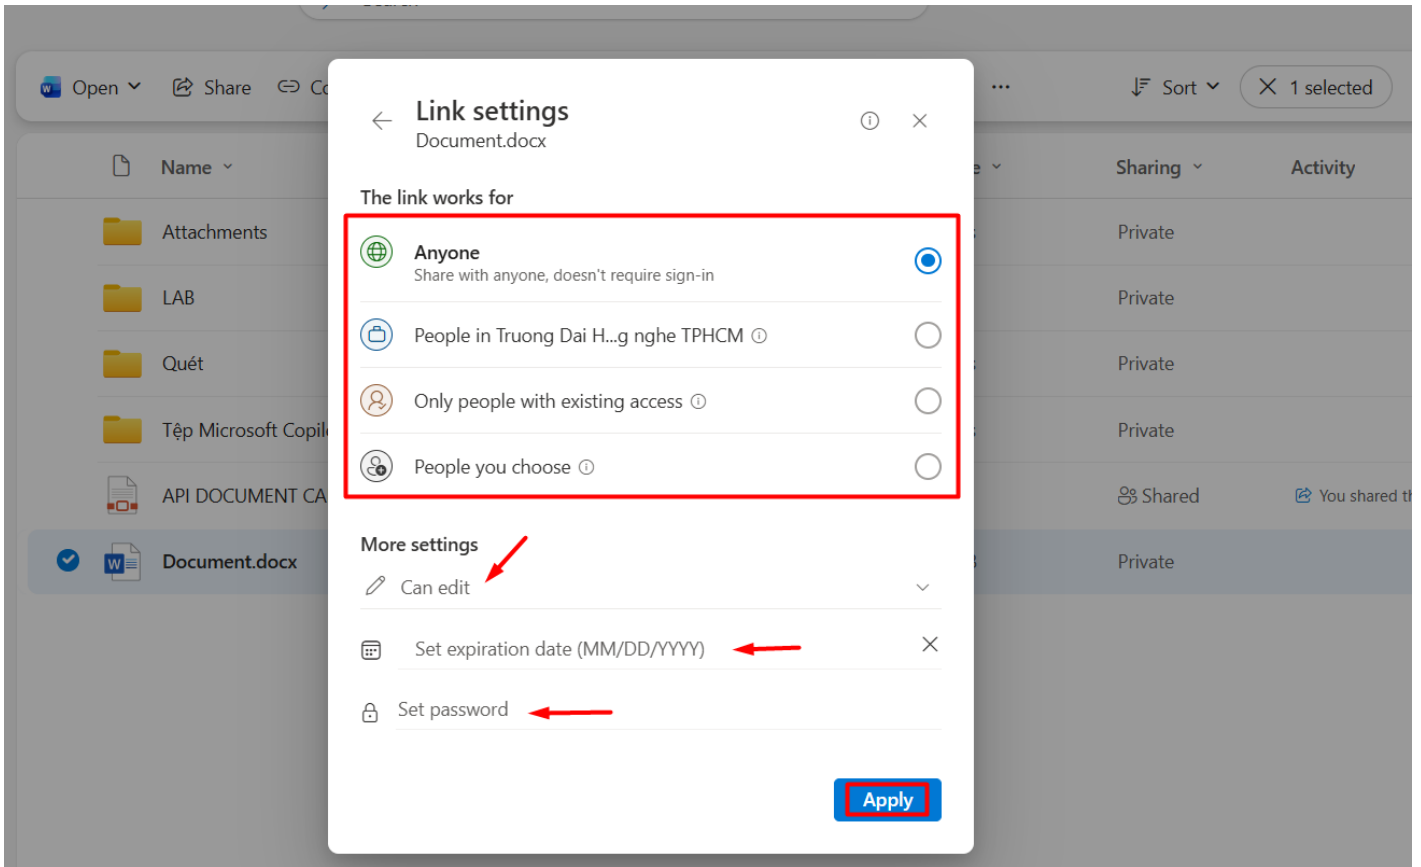 Open Share Sort 1 selected
Link settings
Document.docx
Name Sharing Activity
The link works for
Attachments Private
Anyone
Share with anyone, doesn't require sign-in
LAB Private
People in Truong Dai H...g nghe TPHCM
Quét Private
Only people with existing access
Tệp Microsoft Private
People you choose
API DOCUMENT Shared You shared
More settings
Document.docx Private
Can edit
Set expiration date (MM/DD/YYYY)
Set password
Apply